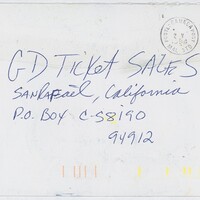 GD Ticket SALES
SANRAFAEL, California
P.O. BOX C-S8190
94912